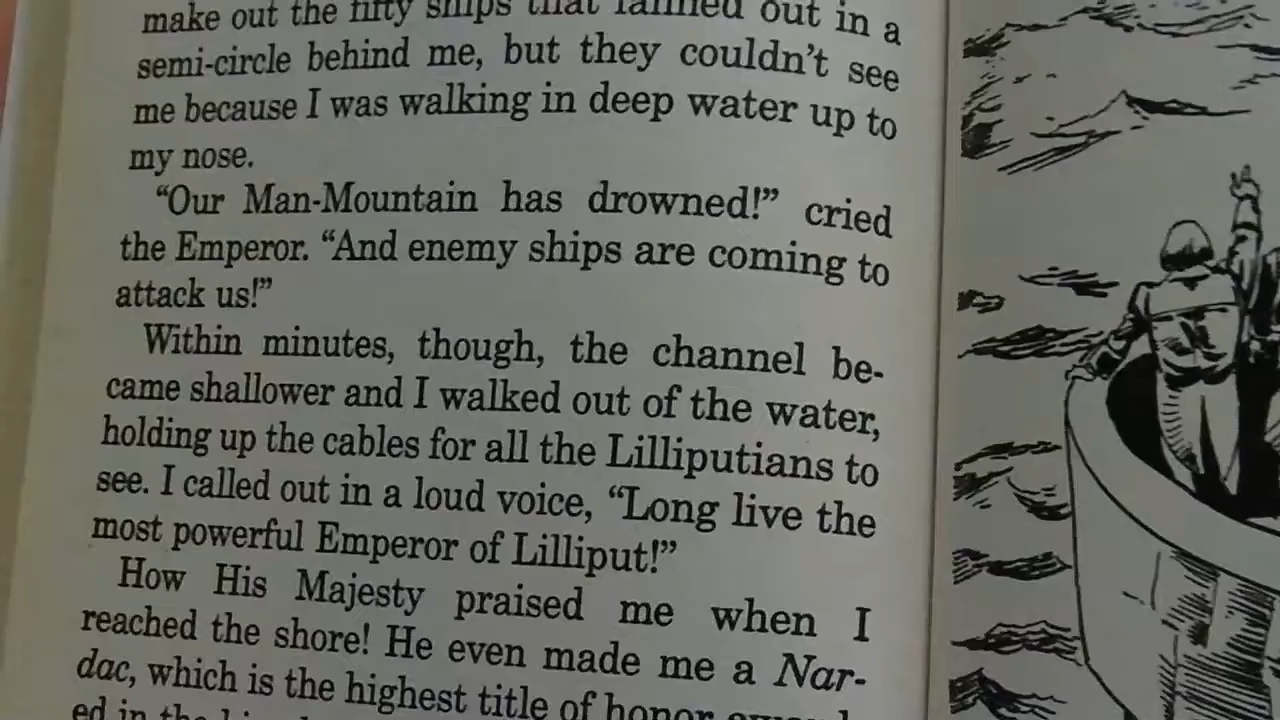 make out the fifty ships that fanned out in a
semi-circle behind me, but they couldn't see
me because I was walking in deep water up to
my nose.
“Our Man-Mountain has drowned!” cried
the Emperor. “And enemy ships are coming to
attack us!”
Within minutes, though, the channel be-
came shallower and I walked out of the water,
holding up the cables for all the Lilliputians to
see. I called out in a loud voice, “Long live the
most powerful Emperor of Lilliput!”
How His Majesty praised me when I
reached the shore! He even made me a Nar-
dac, which is the highest title of honor
ed in the